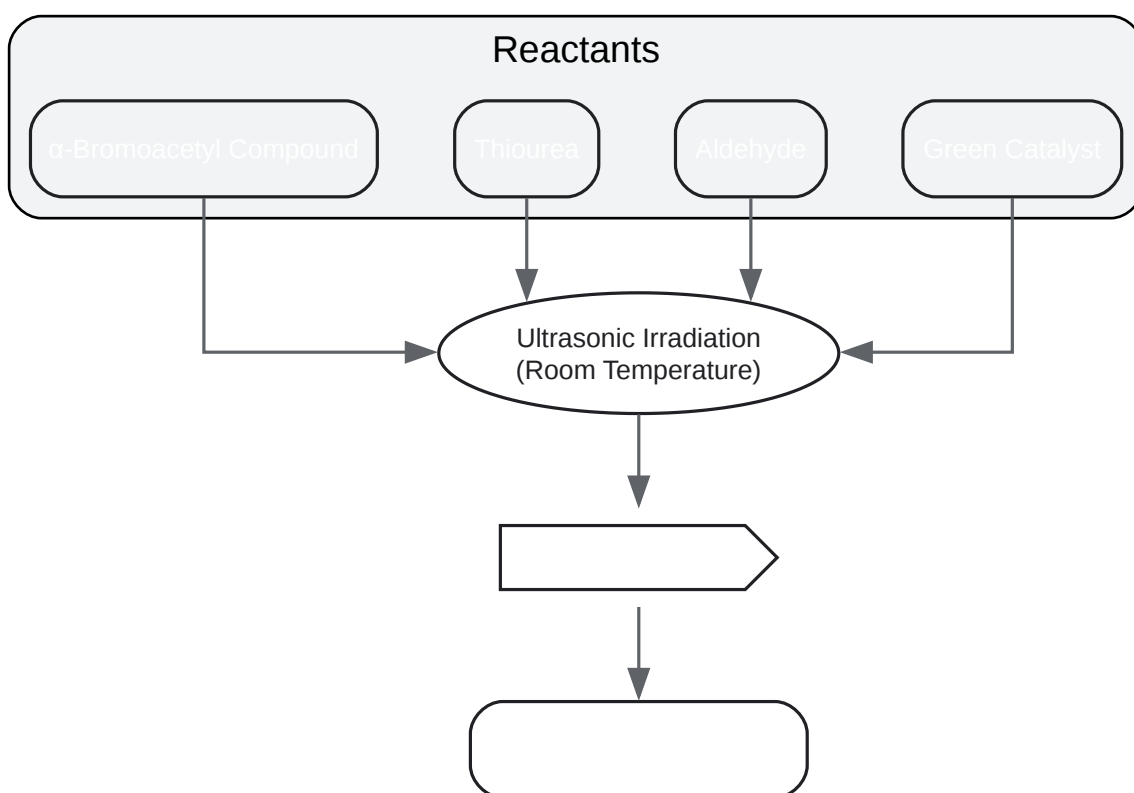 Reactants
α-Bromoacetyl Compound
Thiourea
Aldehyde
Green Catalyst
Ultrasonic Irradiation
(Room Temperature)